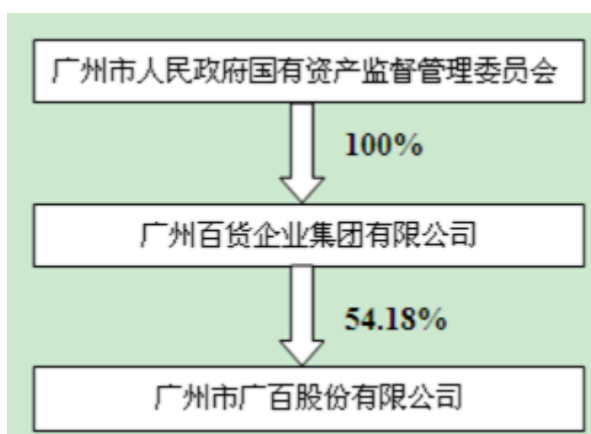 广州市人民政府国有资产监督管理委员会
100%
广州百货企业集团有限公司
54.18%
广州市广百股份有限公司